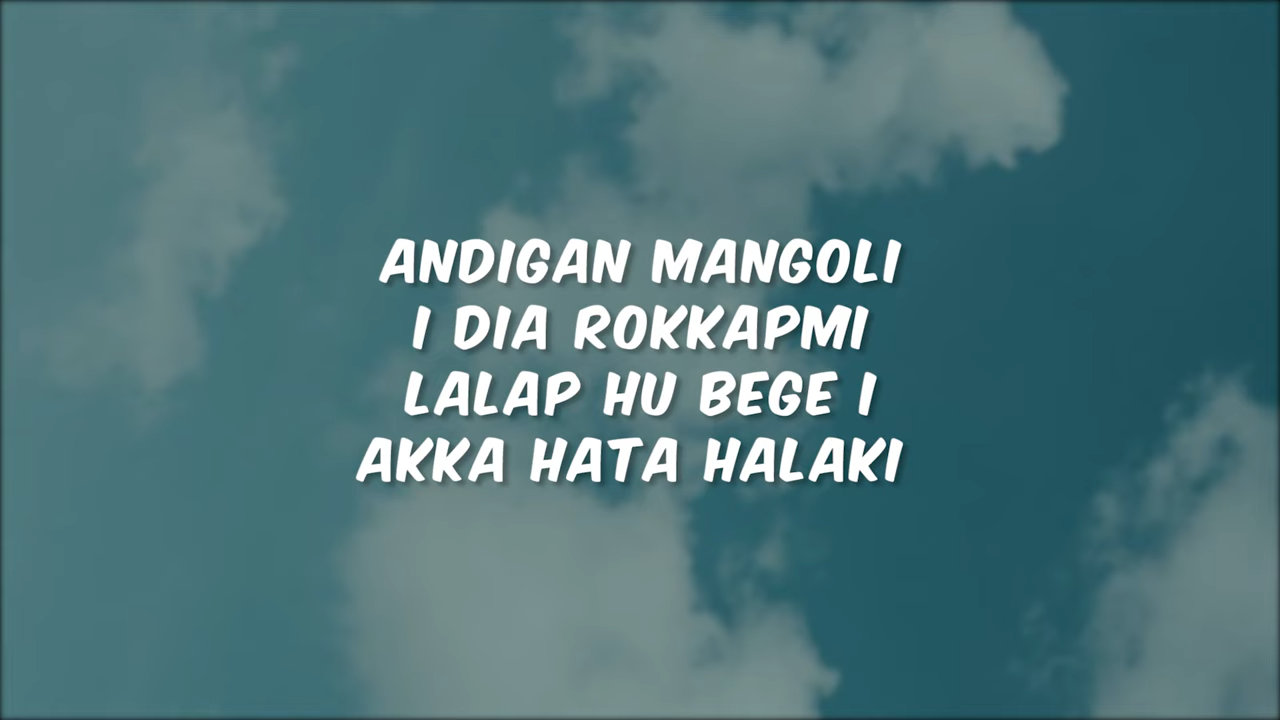 ANDIGAN MANGOLI
I DIA ROKKAPMI
LALAP HU BEGE I
AKKA HATA HALAKI